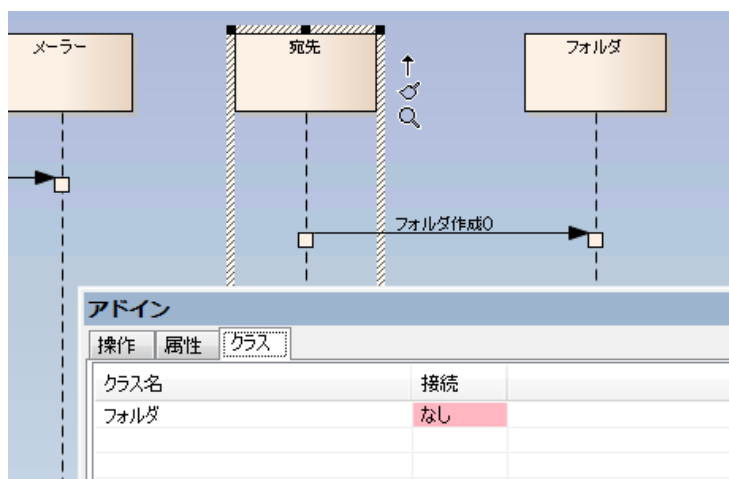 メーラー
宛先
フォルダ
フォルダ作成()
アドイン
操作 属性 クラス
クラス名 接続
フォルダ なし